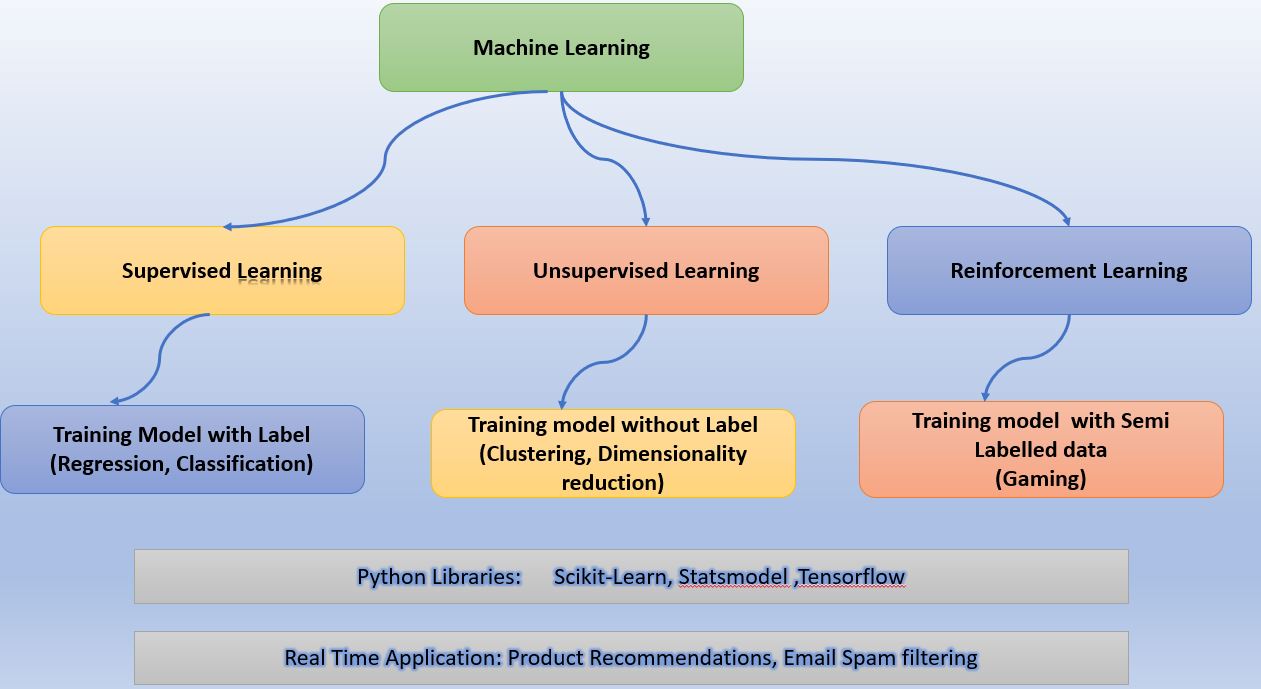 Machine Learning
Supervised Learning
Unsupervised Learning
Reinforcement Learning
Training Model with Label
(Regression, Classification)
Training model without Label
(Clustering, Dimensionality
reduction)
Training model  with Semi
Labelled data
(Gaming)
Python Libraries:     Scikit-Learn, Statsmodel ,Tensorflow
Real Time Application: Product Recommendations, Email Spam filtering